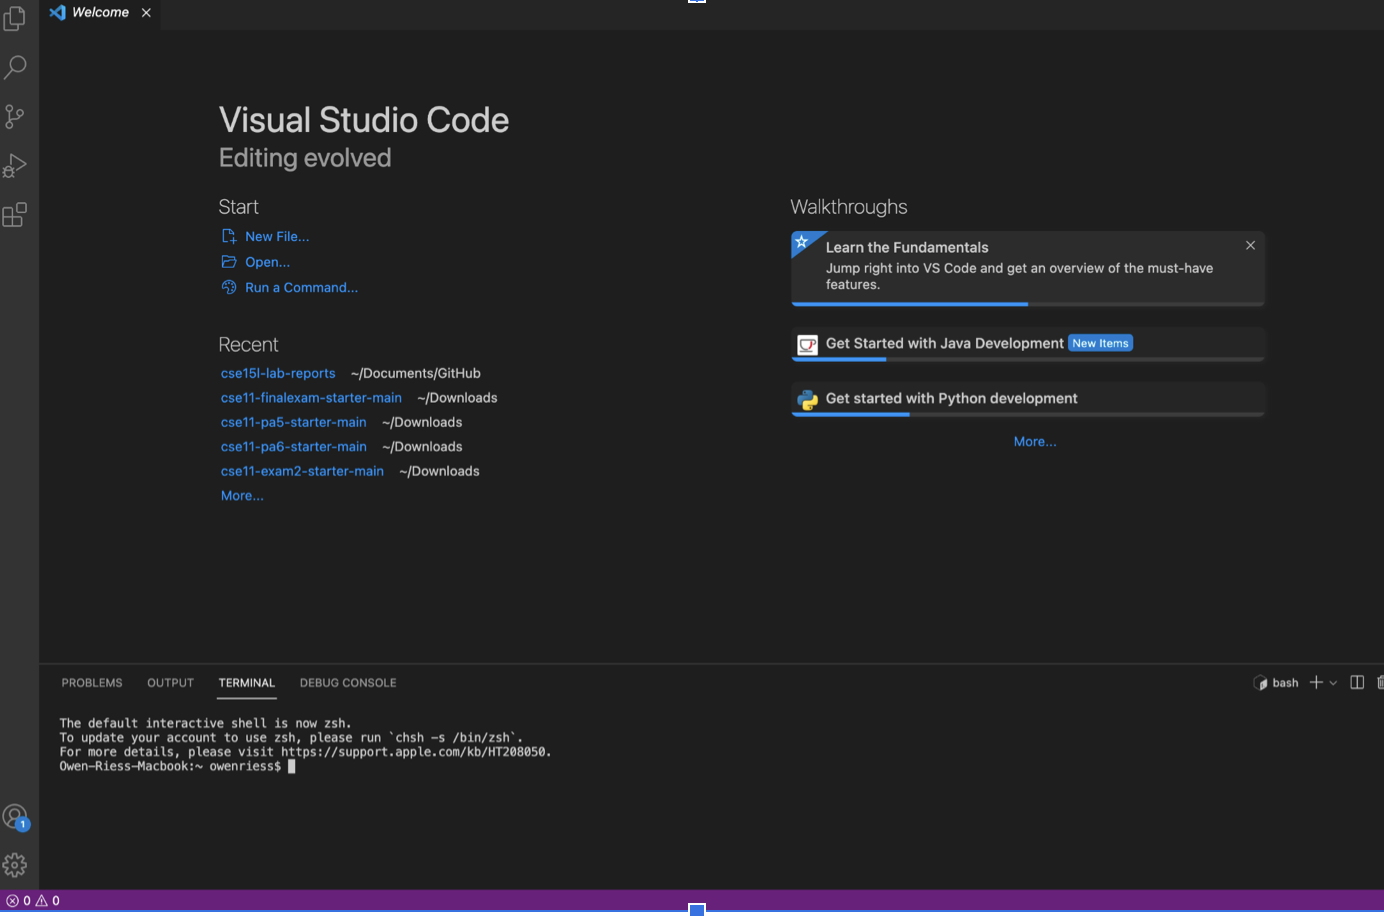 Welcome
Visual Studio Code
Editing evolved
Start
New File...
Open...
Run a Command...
Recent
cse15l-lab-reports ~/Documents/GitHub
cse11-finalexam-starter-main ~/Downloads
cse11-pa5-starter-main ~/Downloads
cse11-pa6-starter-main ~/Downloads
cse11-exam2-starter-main ~/Downloads
More...
Walkthroughs
Learn the Fundamentals
Jump right into VS Code and get an overview of the must-have
features.
Get Started with Java Development New Items
Get started with Python development
More...
PROBLEMS OUTPUT TERMINAL DEBUG CONSOLE
bash
The default interactive shell is now zsh.
To update your account to use zsh, please run `chsh -s /bin/zsh`.
For more details, please visit https://support.apple.com/kb/HT208050.
Owen-Riess-Macbook:~ owenriess$
1
0 0